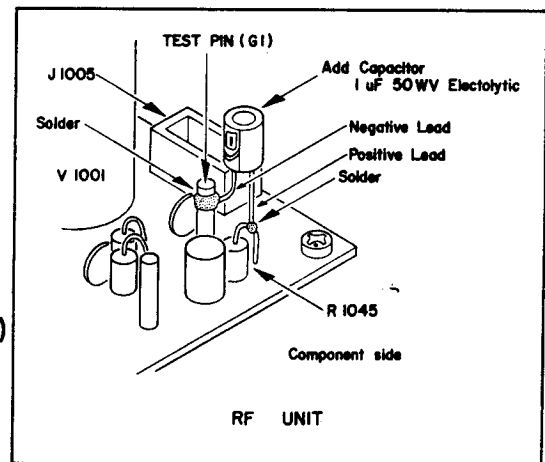 TEST PIN (G1)
J1005
Add Capacitor
1 uF 50WV Electolytic
Solder
Negative Lead
V 1001
Positive Lead
Solder
R 1045
)
Component side
RF UNIT